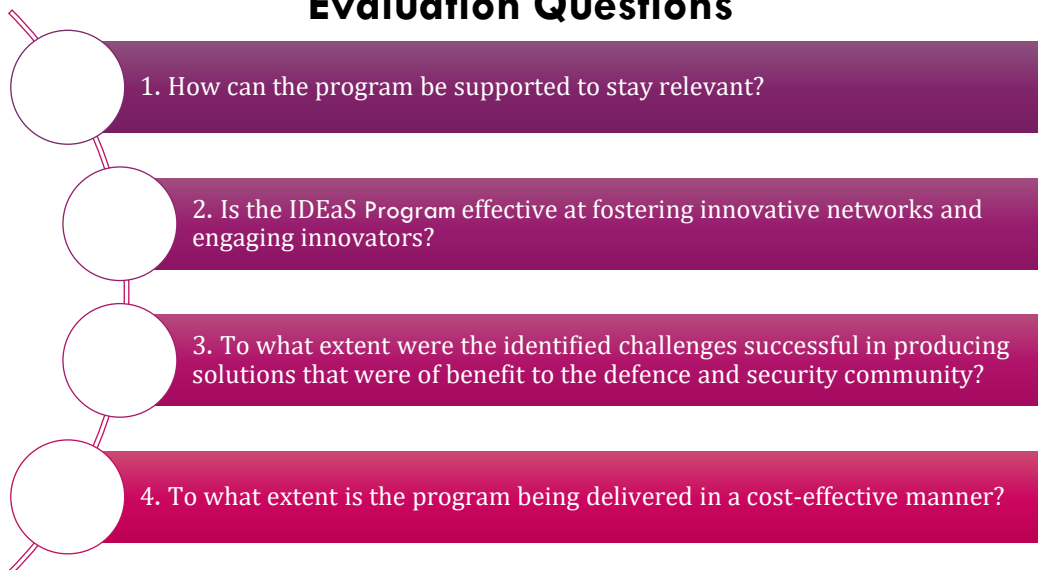 Evaluation Questions
1. How can the program be supported to stay relevant?
2. Is the IDEaS Program effective at fostering innovative networks and
engaging innovators?
3. To what extent were the identified challenges successful in producing
solutions that were of benefit to the defence and security community?
4. To what extent is the program being delivered in a cost-effective manner?